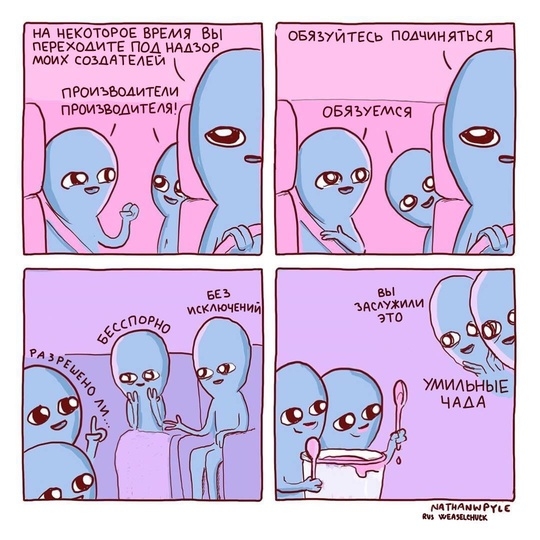 НА НЕКОТОРОЕ ВРЕМЯ ВЫ
ПЕРЕХОДИТЕ ПОД НАДЗОР
МОИХ СОЗДАТЕЛЕЙ
ПРОИЗВОДИТЕЛИ
ПРОИЗВОДИТЕЛЯ!
ОБЯЗУЙТЕСЬ ПОДЧИНЯТЬСЯ
ОБЯЗУЕМСЯ
РАЗРЕШЕНО ЛИ...
БЕССПОРНО
БЕЗ
ИСКЛЮЧЕНИЙ
ВЫ
ЗАСЛУЖИЛИ
ЭТО
УМИЛЬНЫЕ
ЧАДА
NATHANWPYLE
RUS WEASELCHUCK